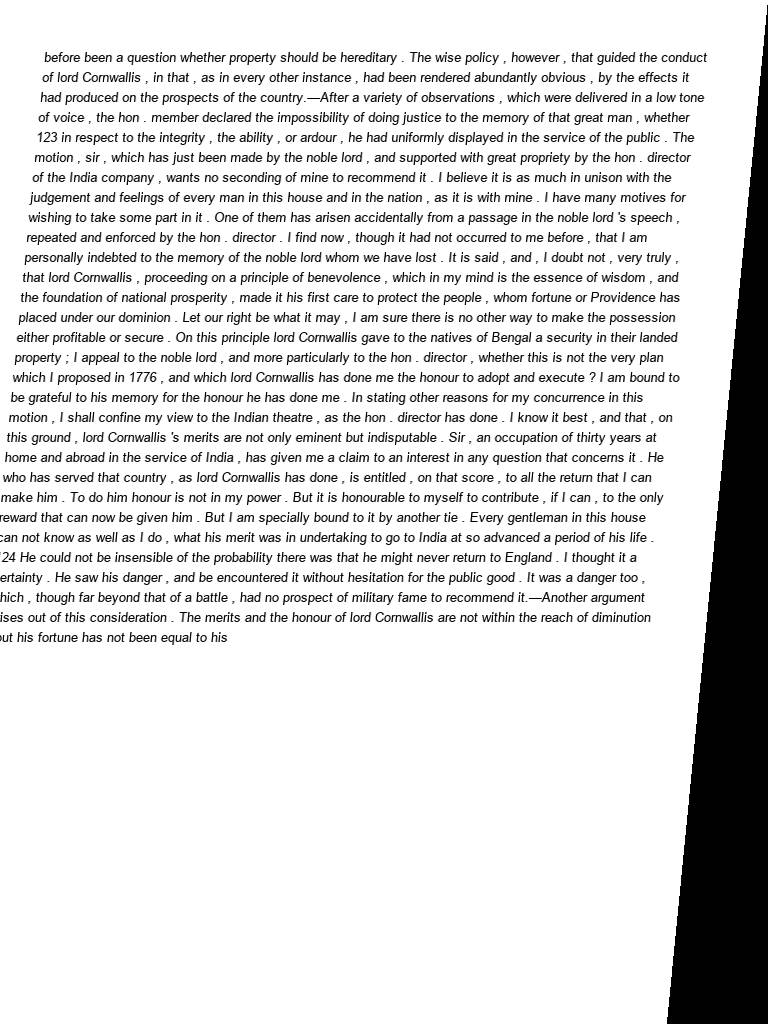 before been a question whether property should be hereditary . The wise policy , however , that guided the conduct
of lord Cornwallis , in that , as in every other instance , had been rendered abundantly obvious , by the effects it
had produced on the prospects of the country.—After a variety of observations , which were delivered in a low tone
of voice , the hon . member declared the impossibility of doing justice to the memory of that great man , whether
123 in respect to the integrity , the ability , or ardour , he had uniformly displayed in the service of the public . The
motion , sir , which has just been made by the noble lord , and supported with great propriety by the hon . director
of the India company , wants no seconding of mine to recommend it . I believe it is as much in unison with the
judgement and feelings of every man in this house and in the nation , as it is with mine . I have many motives for
wishing to take some part in it . One of them has arisen accidentally from a passage in the noble lord 's speech ,
repeated and enforced by the hon . director . I find now , though it had not occurred to me before , that I am
personally indebted to the memory of the noble lord whom we have lost . It is said , and , I doubt not , very truly ,
that lord Cornwallis , proceeding on a principle of benevolence , which in my mind is the essence of wisdom , and
the foundation of national prosperity , made it his first care to protect the people , whom fortune or Providence has
placed under our dominion . Let our right be what it may , I am sure there is no other way to make the possession
either profitable or secure . On this principle lord Cornwallis gave to the natives of Bengal a security in their landed
property ; I appeal to the noble lord , and more particularly to the hon . director , whether this is not the very plan
which I proposed in 1776 , and which lord Cornwallis has done me the honour to adopt and execute ? I am bound to
be grateful to his memory for the honour he has done me . In stating other reasons for my concurrence in this
motion , I shall confine my view to the Indian theatre , as the hon . director has done . I know it best , and that , on
this ground , lord Cornwallis 's merits are not only eminent but indisputable . Sir , an occupation of thirty years at
home and abroad in the service of India , has given me a claim to an interest in any question that concerns it . He
who has served that country , as lord Cornwallis has done , is entitled , on that score , to all the return that I can
make him . To do him honour is not in my power . But it is honourable to myself to contribute , if I can , to the only
reward that can now be given him . But I am specially bound to it by another tie . Every gentleman in this house
can not know as well as I do , what his merit was in undertaking to go to India at so advanced a period of his life .
124 He could not be insensible of the probability there was that he might never return to England . I thought it a
ertainty . He saw his danger , and be encountered it without hesitation for the public good . It was a danger too ,
hich , though far beyond that of a battle , had no prospect of military fame to recommend it.—Another argument
ises out of this consideration . The merits and the honour of lord Cornwallis are not within the reach of diminution
out his fortune has not been equal to his